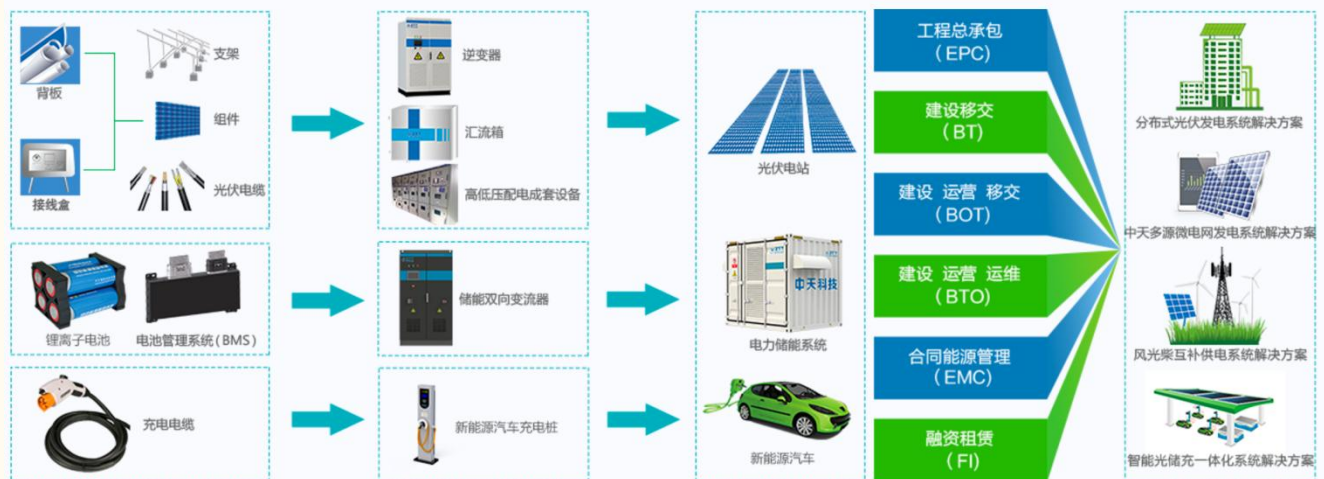 背板
支架
组件
接线盒
光伏电缆
逆变器
汇流箱
高低压配电成套设备
光伏电站
锂离子电池
电池管理系统(BMS)
储能双向变流器
中天科技
电力储能系统
充电电缆
新能源汽车充电桩
新能源汽车
工程总承包
(EPC)
建设移交
(BT)
建设 运营 移交
(BOT)
建设 运营 运维
(BTO)
合同能源管理
(EMC)
融资租赁
(FI)
分布式光伏发电系统解决方案
中天多源微电网发电系统解决方案
风光柴互补供电系统解决方案
智能光储充一体化系统解决方案